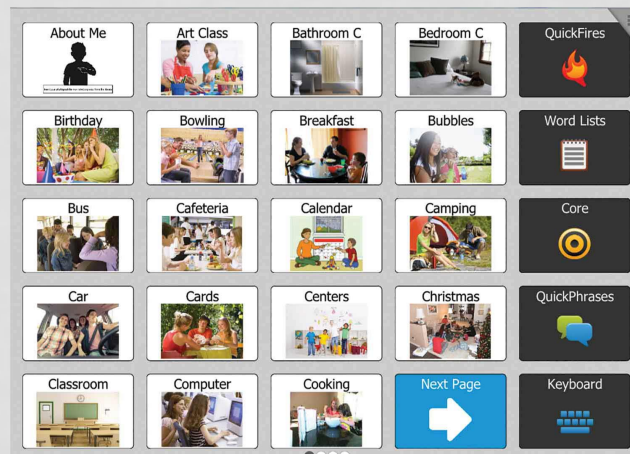 About Me
Art Class
Bathroom C
Bedroom C
QuickFires
Birthday
Bowling
Breakfast
Bubbles
Word Lists
Bus
Cafeteria
Calendar
Camping
Core
Car
Cards
Centers
Christmas
QuickPhrases
Classroom
Computer
Cooking
Next Page
Keyboard